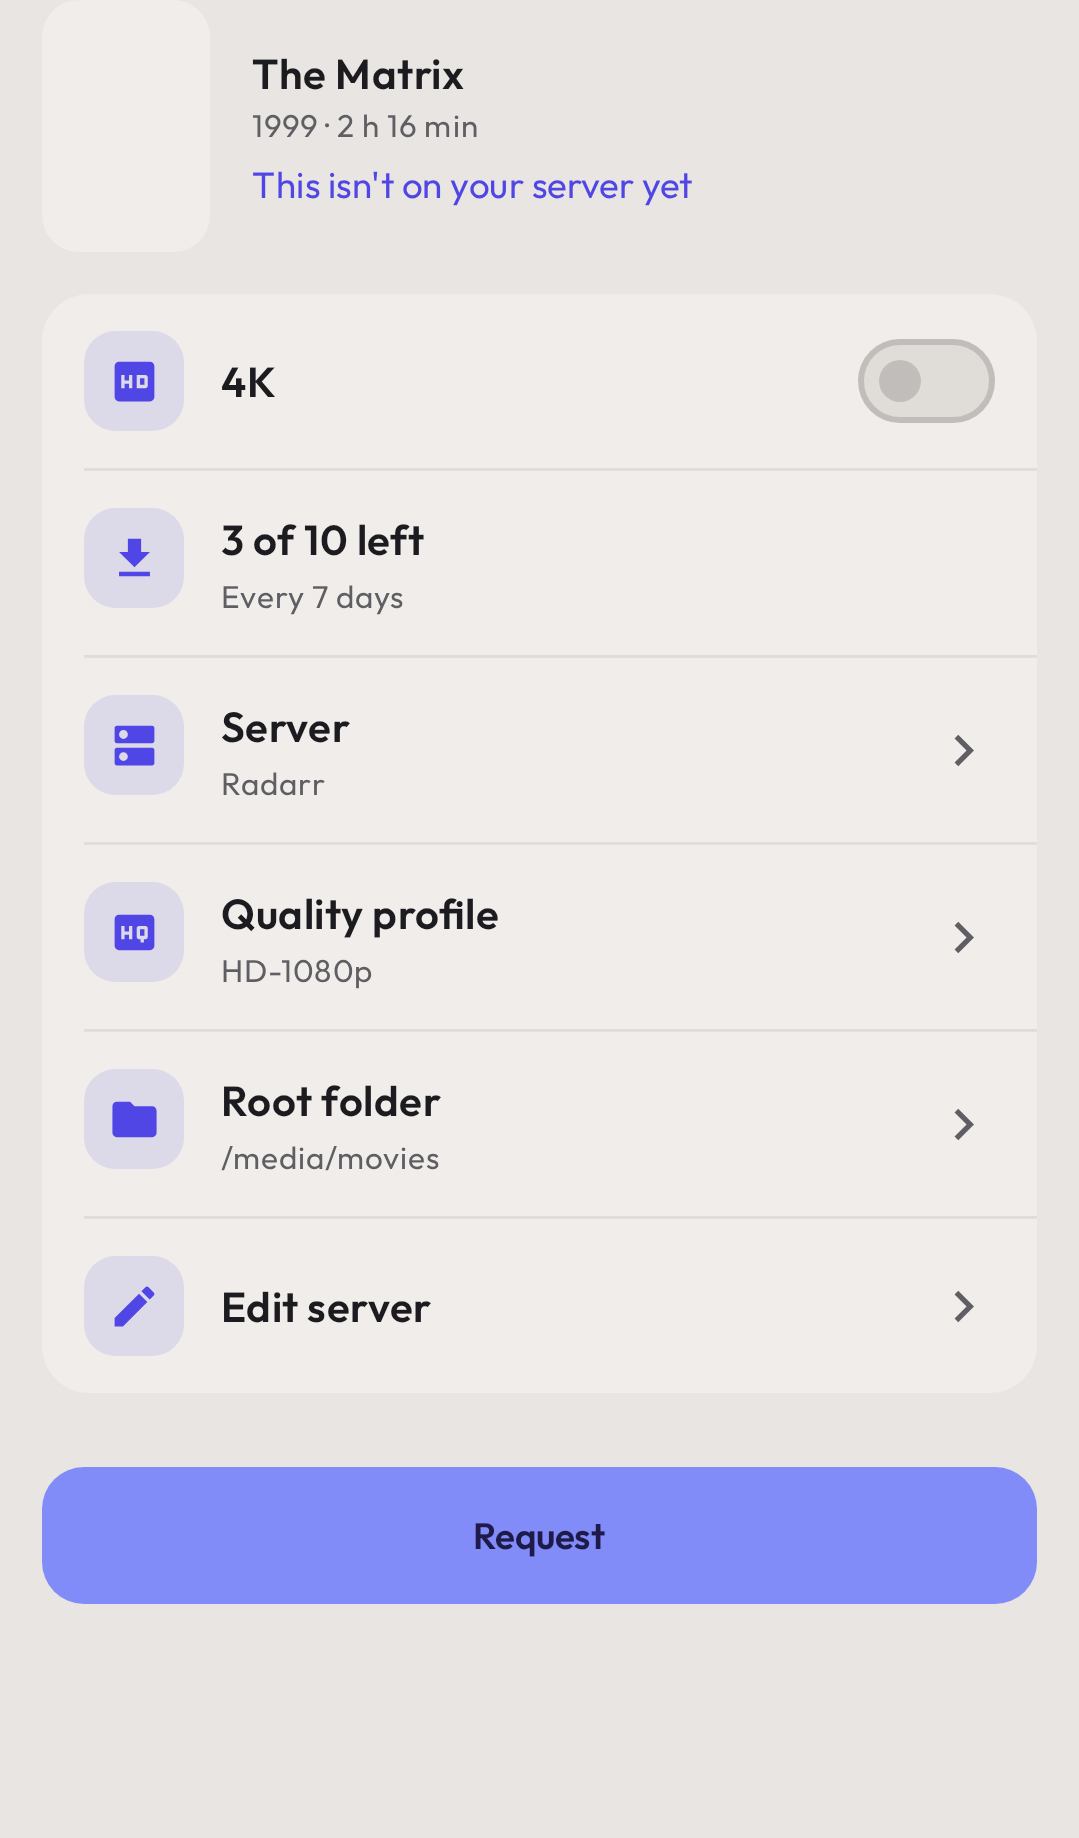 The Matrix
1999 · 2 h 16 min
This isn't on your server yet
HD
4K
3 of 10 left
Every 7 days
Server
Radarr
HQ
Quality profile
HD-1080p
Root folder
/media/movies
Edit server
Request